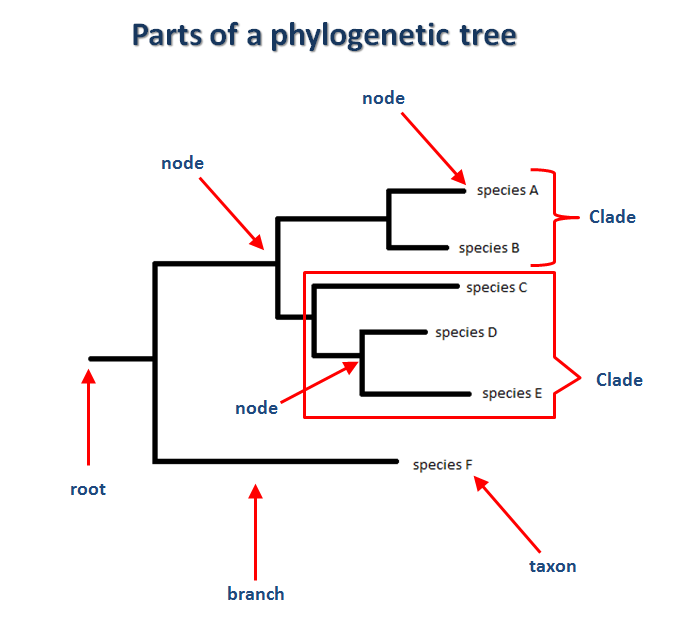 Parts of a phylogenetic tree
node
node
species A
Clade
species B
species C
species D
Clade
species E
node
species F
root
taxon
branch